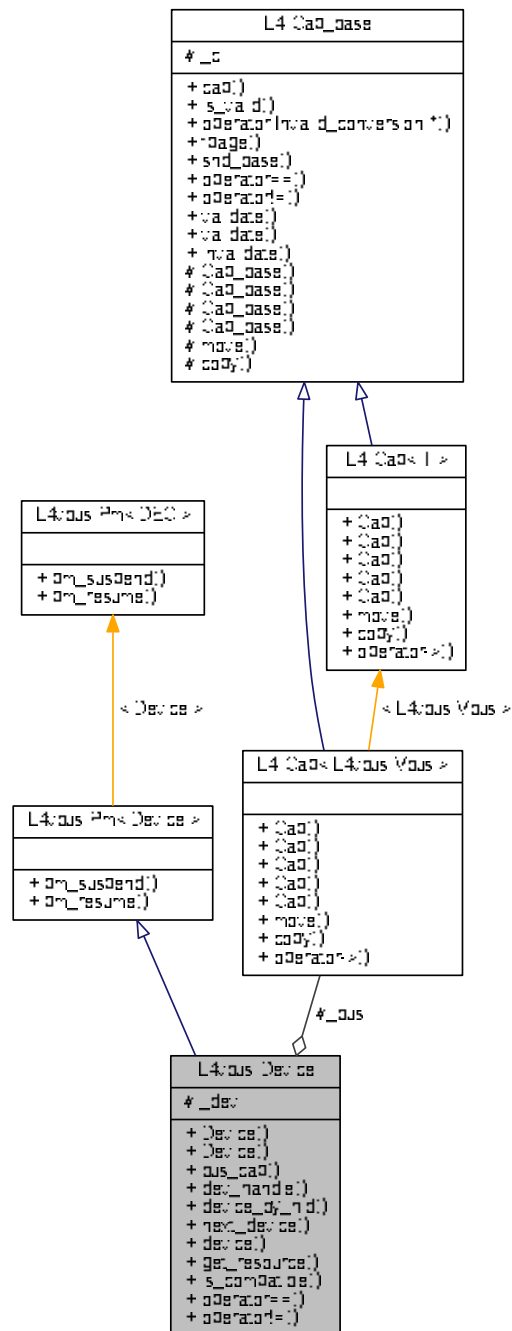 L4::Cap_base
# _c
+ cap()
+ is_valid()
+ operator Invalid_conversion *()
+ fpage()
+ snd_base()
+ operator==()
+ operator!=()
+ validate()
+ validate()
+ invalidate()
# Cap_base()
# Cap_base()
# Cap_base()
# Cap_base()
# move()
# copy()
L4::Cap< T >
+ Cap()
+ Cap()
+ Cap()
+ Cap()
+ Cap()
+ move()
+ copy()
+ operator->()
L4vbus::Pm< DEC >
+ pm_suspend()
+ pm_resume()
< Device >
< L4vbus::Vbus >
L4vbus::Pm< Device >
+ pm_suspend()
+ pm_resume()
L4::Cap< L4vbus::Vbus >
+ Cap()
+ Cap()
+ Cap()
+ Cap()
+ Cap()
+ move()
+ copy()
+ operator->()
#_bus
L4vbus::Device
# _dev
+ Device()
+ Device()
+ bus_cap()
+ dev_handle()
+ device_by_hid()
+ next_device()
+ device()
+ get_resource()
+ is_compatible()
+ operator==()
+ operator!=()